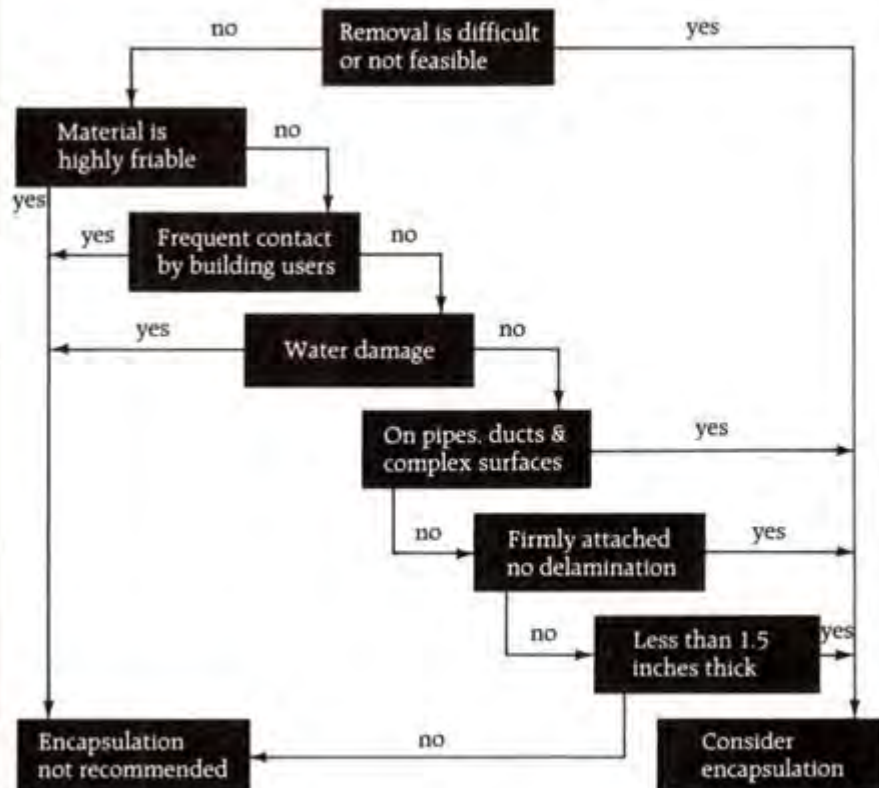 no
Removal is difficult
or not feasible
yes
Material is
highly friable
no
yes
yes
Frequent contact
by building users
no
yes
Water damage
no
On pipes, ducts &
complex surfaces
yes
no
Firmly attached
no delamination
yes
no
Less than 1.5
inches thick
yes
Encapsulation
not recommended
no
Consider
encapsulation